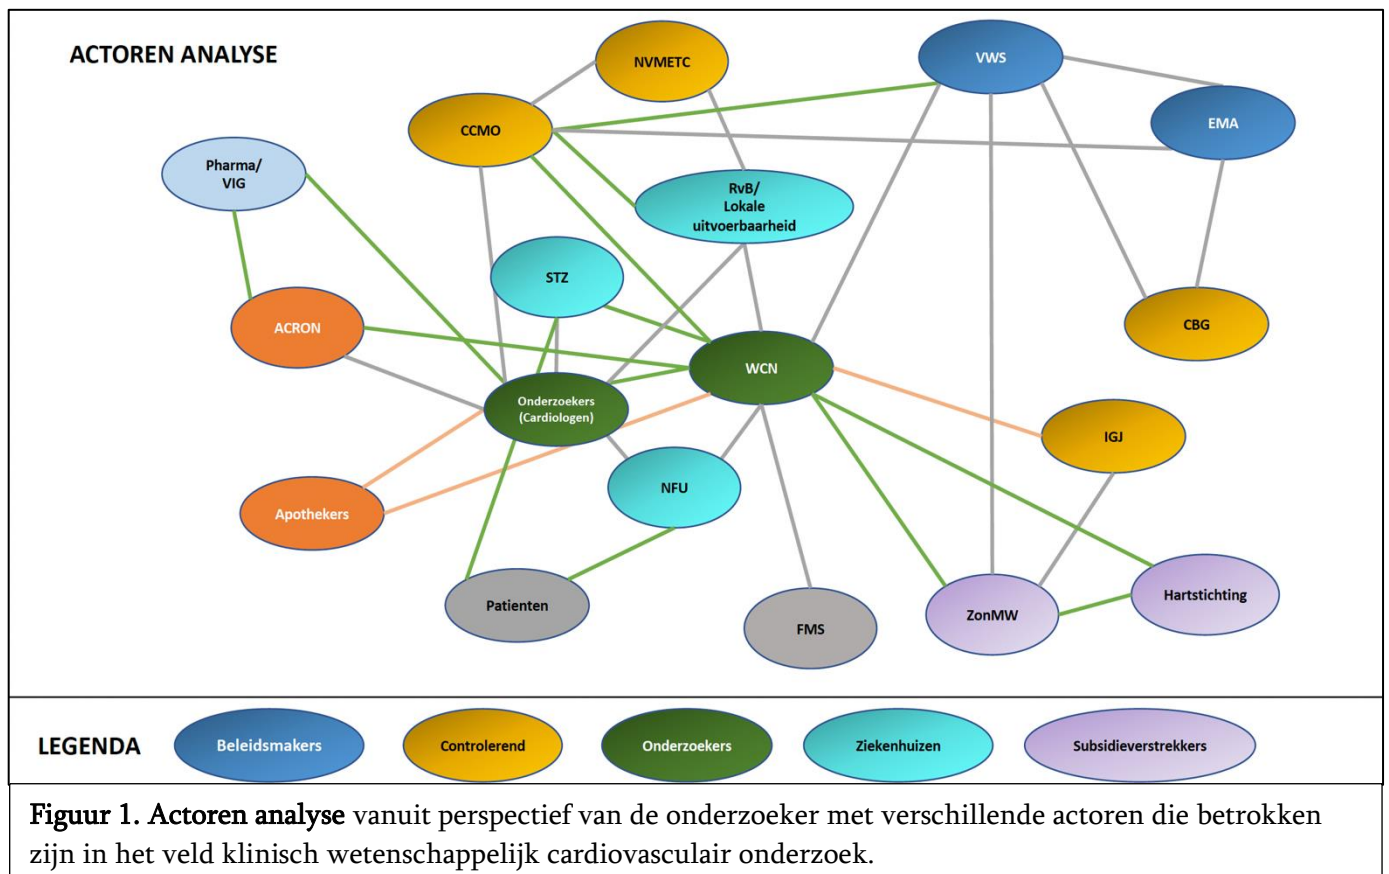 ACTOREN ANALYSE
NVMETC
VWS
CCMO
EMA
Pharma/
VIG
RvB/
Lokale
uitvoerbaarheid
STZ
ACRON
CBG
WCN
Onderzoekers
(Cardiologen)
IGJ
NFU
Apothekers
Patienten
FMS
ZonMW
Hartstichting
LEGENDA
Beleidsmakers
Controlerend
Onderzoekers
Ziekenhuizen
Subsidieverstrekkers
Figuur 1. Actoren analyse vanuit perspectief van de onderzoeker met verschillende actoren die betrokken
zijn in het veld klinisch wetenschappelijk cardiovasculair onderzoek.